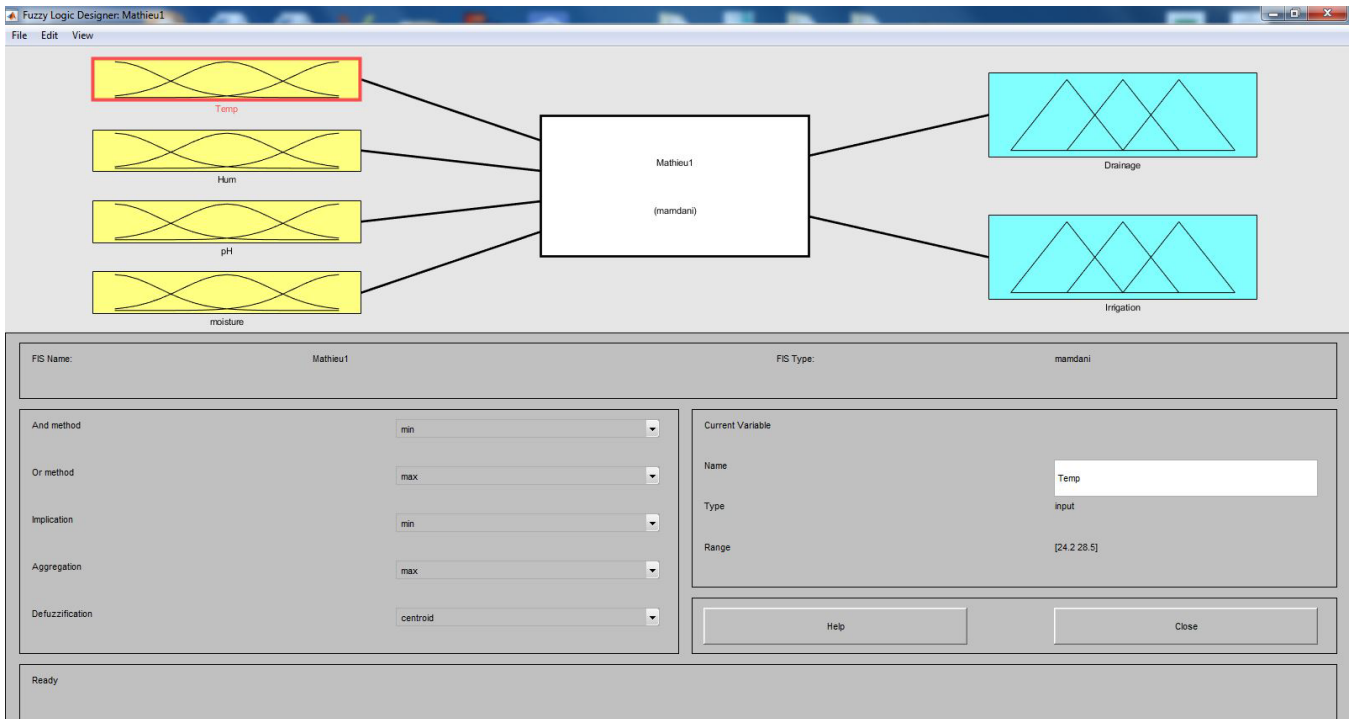 Fuzzy Logic Designer: Mathieu1
File Edit View
Temp
Hum
pH
moisture
Mathieu1
(mamdani)
Drainage
Irrigation
FIS Name: Mathieu1 FIS Type: mamdani
And method min
Or method max
Implication min
Aggregation max
Defuzzification centroid
Current Variable
Name Temp
Type input
Range [24.2 28.5]
Help Close
Ready